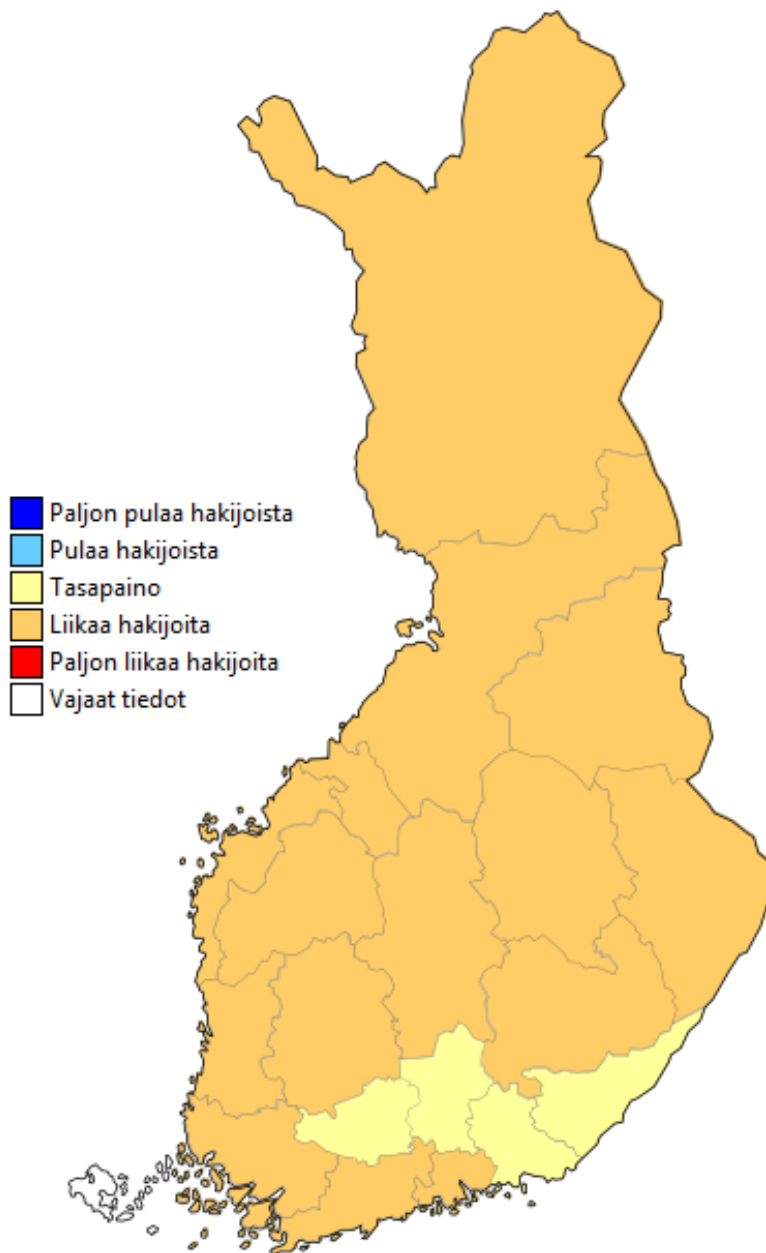 Paljon pulaa hakijoista
Pulaa hakijoista
Tasapaino
Liikaa hakijoita
Paljon liikaa hakijoita
Vajaat tiedot